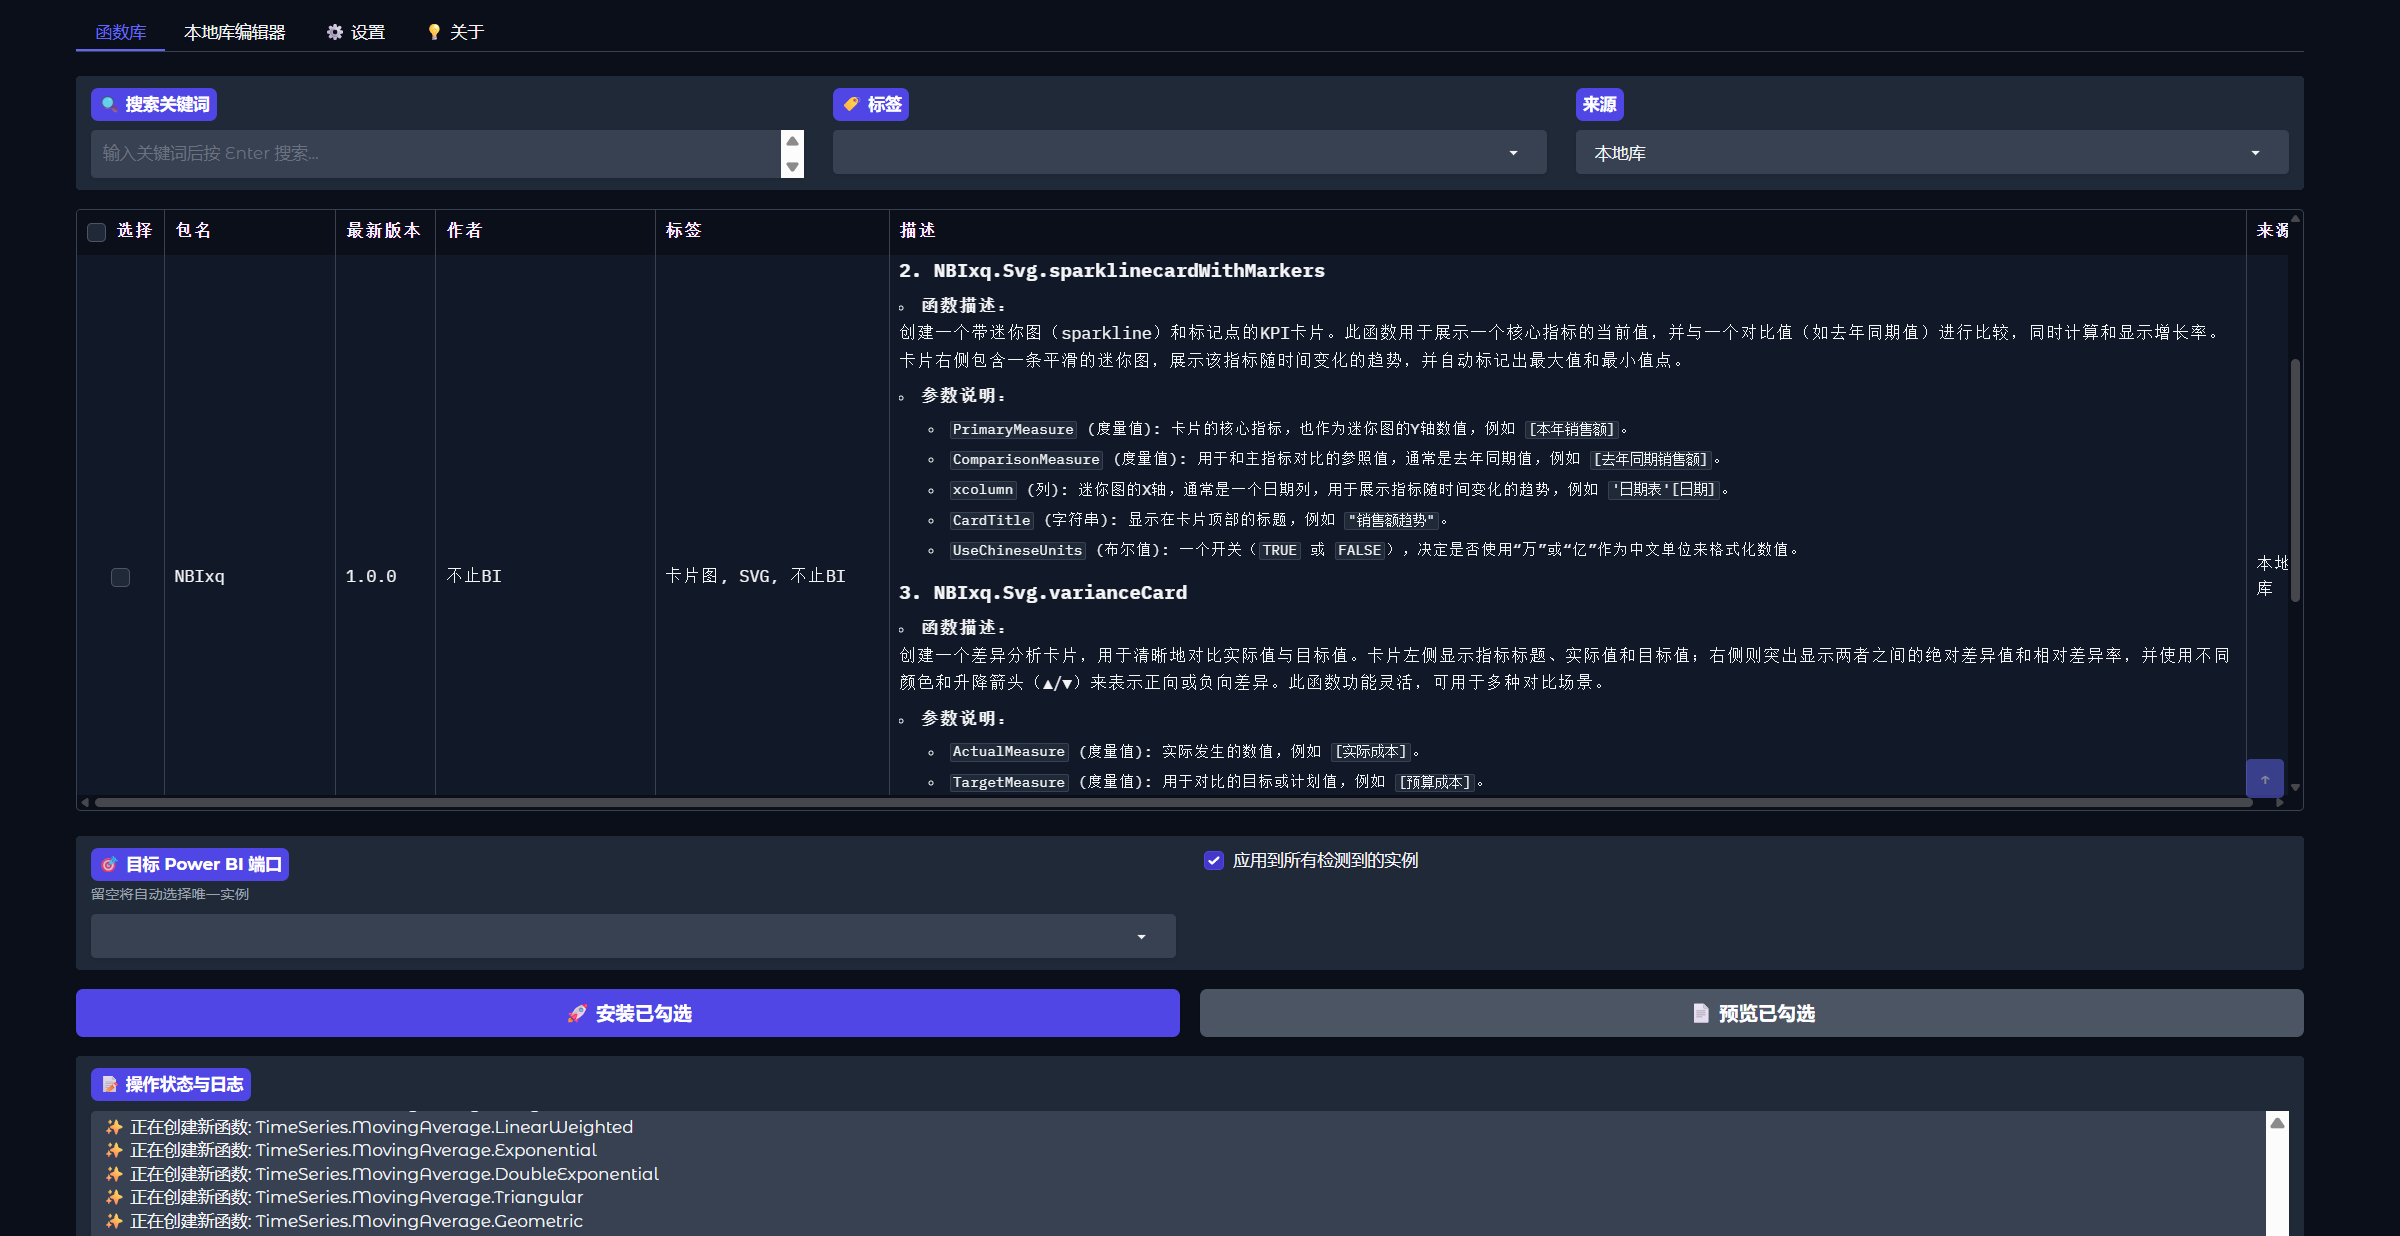 函数库
本地库编辑器
设置
关于
搜索关键词
标签
来源
输入关键词后按 Enter 搜索...
本地库
选择
包名
最新版本
作者
标签
描述
来源
2. NBIxq.Svg.sparklinecardWithMarkers
函数描述:
创建一个带迷你图（sparkline）和标记点的KPI卡片。此函数用于展示一个核心指标的当前值，并与一个对比值（如去年同期值）进行比较，同时计算和显示增长率。
卡片右侧包含一条平滑的迷你图，展示该指标随时间变化的趋势，并自动标记出最大值和最小值点。
参数说明:
PrimaryMeasure (度量值): 卡片的核心指标，也作为迷你图的Y轴数值，例如 [本年销售额]。
ComparisonMeasure (度量值): 用于和主指标对比的参照值，通常是去年同期值，例如 [去年同期销售额]。
xcolumn (列): 迷你图的X轴，通常是一个日期列，用于展示指标随时间变化的趋势，例如 '日期表'[日期]。
CardTitle (字符串): 显示在卡片顶部的标题，例如 "销售额趋势"。
UseChineseUnits (布尔值): 一个开关（TRUE 或 FALSE），决定是否使用“万”或“亿”作为中文单位来格式化数值。
NBIxq
1.0.0
不止BI
卡片图, SVG, 不止BI
本地
库
3. NBIxq.Svg.varianceCard
函数描述:
创建一个差异分析卡片，用于清晰地对比实际值与目标值。卡片左侧显示指标标题、实际值和目标值；右侧则突出显示两者之间的绝对差异值和相对差异率，并使用不同
颜色和升降箭头（▲/▼）来表示正向或负向差异。此函数功能灵活，可用于多种对比场景。
参数说明:
ActualMeasure (度量值): 实际发生的数值，例如 [实际成本]。
TargetMeasure (度量值): 用于对比的目标或计划值，例如 [预算成本]。
目标 Power BI 端口
应用到所有检测到的实例
留空将自动选择唯一实例
安装已勾选
预览已勾选
操作状态与日志
正在创建新函数: TimeSeries.MovingAverage.LinearWeighted
正在创建新函数: TimeSeries.MovingAverage.Exponential
正在创建新函数: TimeSeries.MovingAverage.DoubleExponential
正在创建新函数: TimeSeries.MovingAverage.Triangular
正在创建新函数: TimeSeries.MovingAverage.Geometric